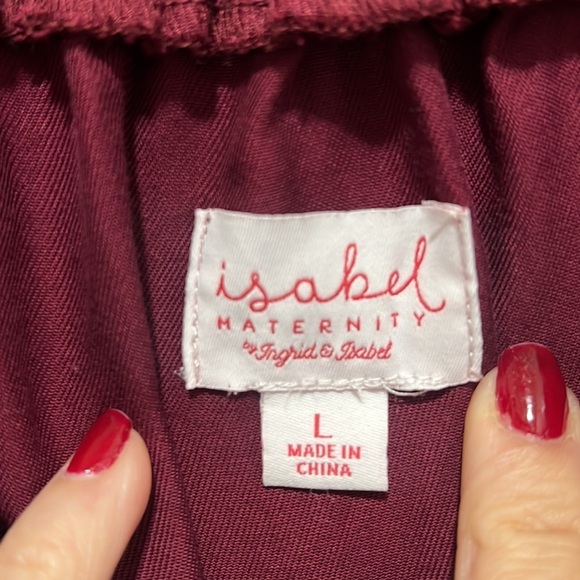 isabel
MATERNITY
by Ingrid & Isabel
L
MADE IN
CHINA